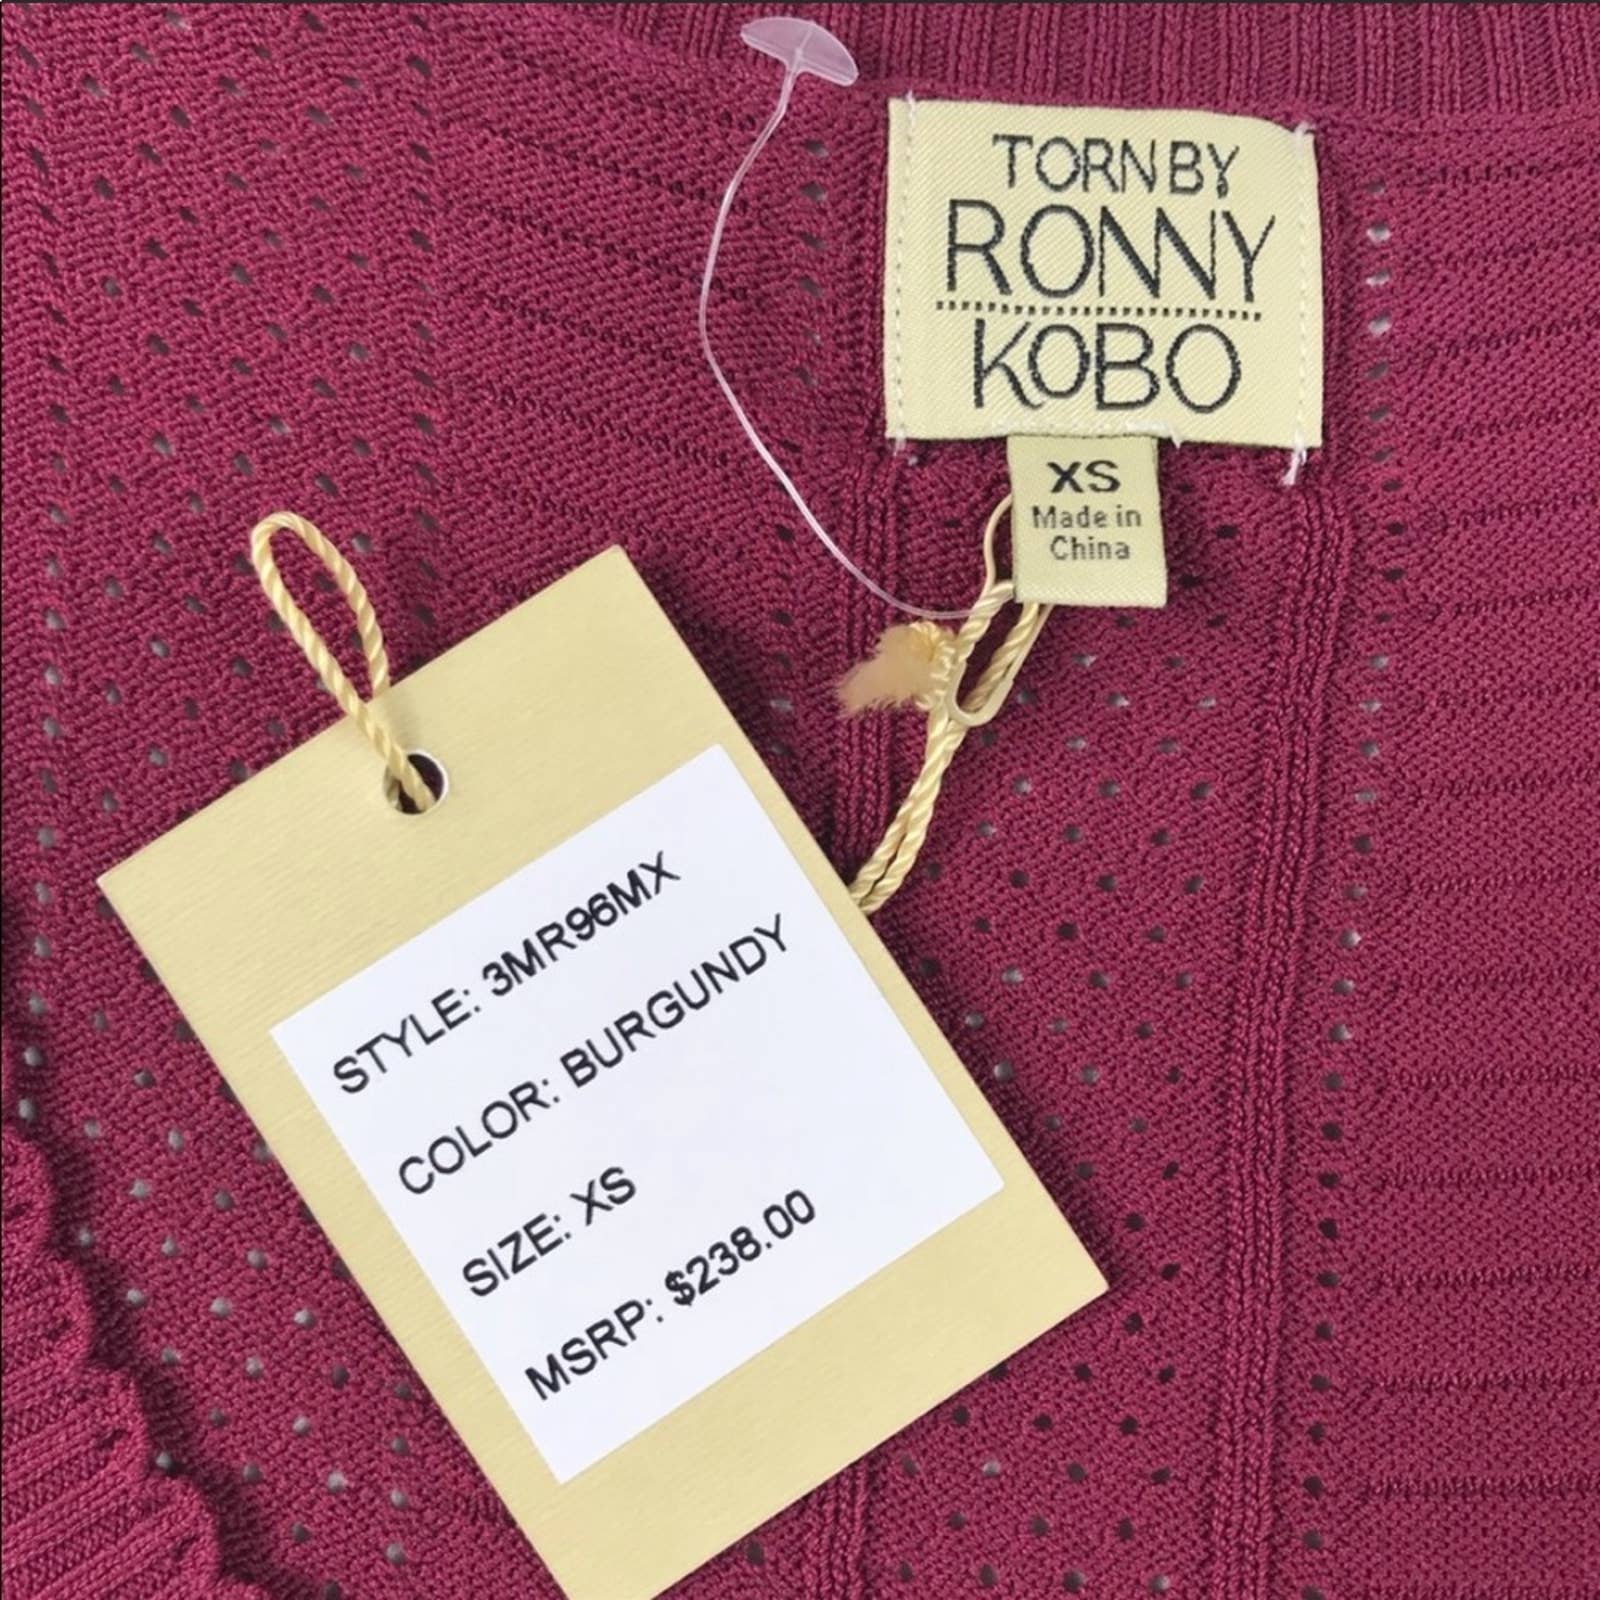 TORN BY
RONNY
KOBO
XS
Made in
China
STYLE: 3MR96MX
COLOR: BURGUNDY
SIZE: XS
MSRP: $238.00